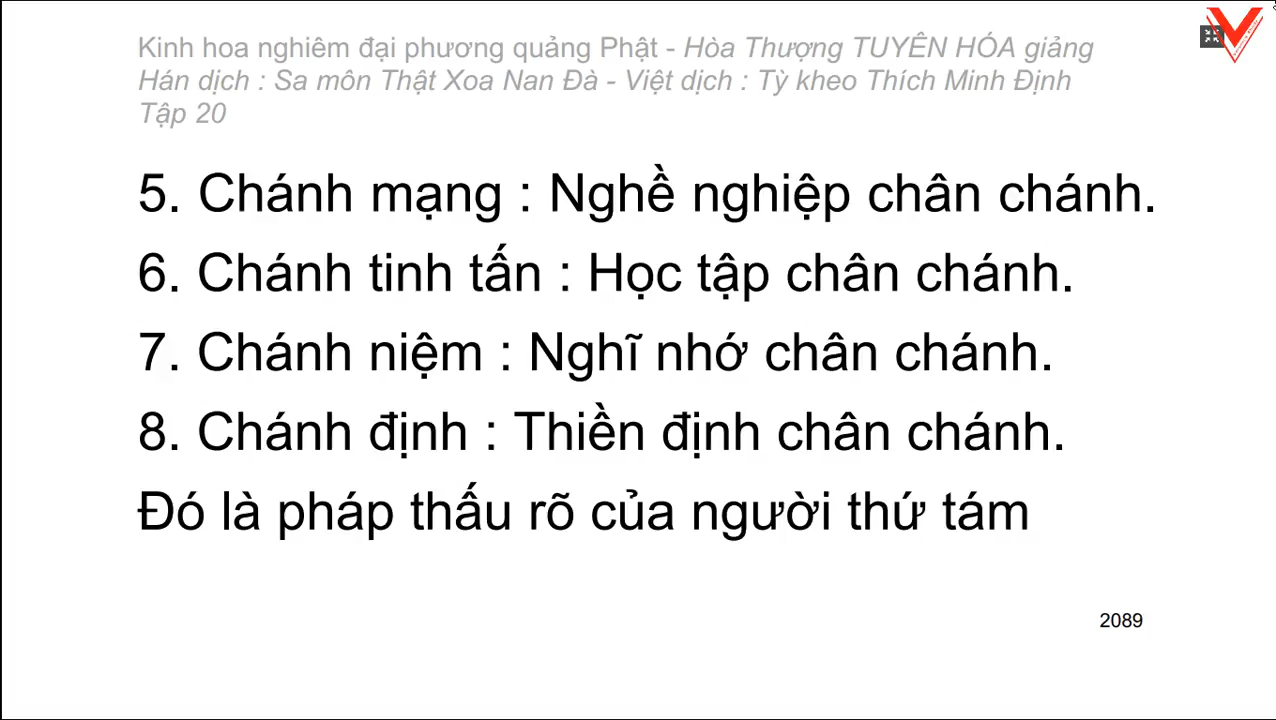 Kinh hoa nghiêm đại phương quảng Phật - Hòa Thượng TUYÊN HÓA giảng
Hán dịch : Sa môn Thật Xoa Nan Đà - Việt dịch : Tỳ kheo Thích Minh Định
Tập 20
5. Chánh mạng : Nghề nghiệp chân chánh.
6. Chánh tinh tấn : Học tập chân chánh.
7. Chánh niệm : Nghĩ nhớ chân chánh.
8. Chánh định : Thiền định chân chánh.
Đó là pháp thấu rõ của người thứ tám
2089